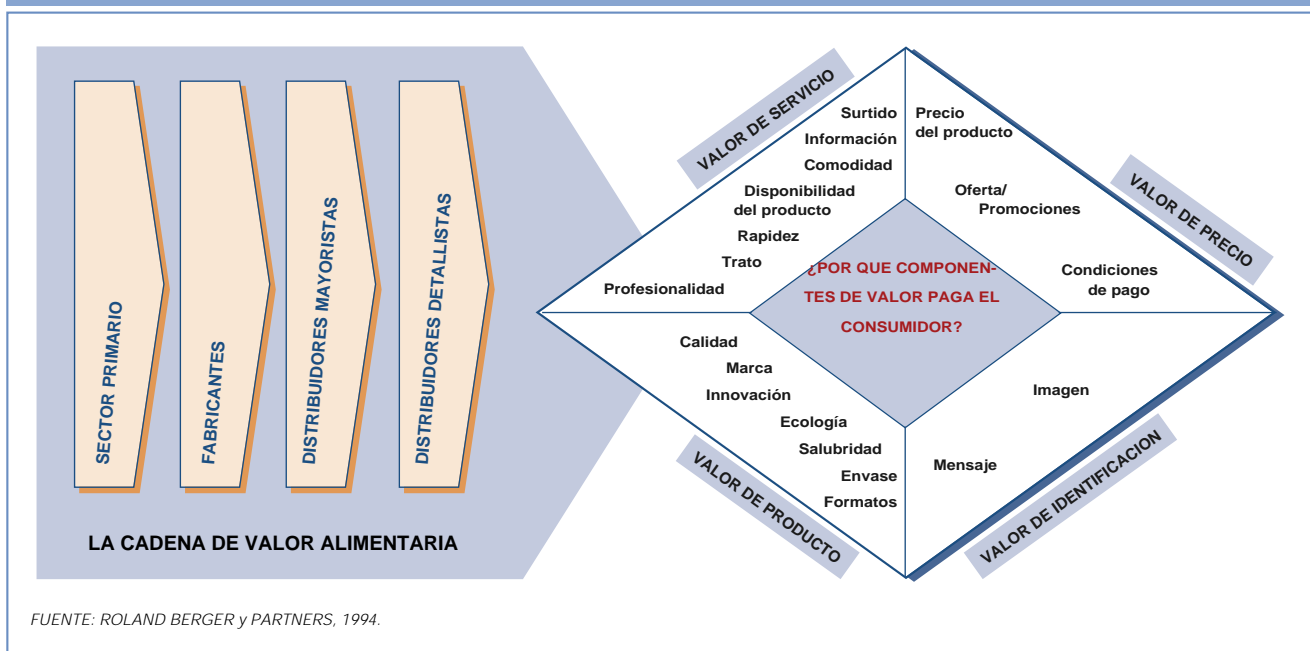 SECTOR PRIMARIO
FABRICANTES
DISTRIBUIDORES MAYORISTAS
DISTRIBUIDORES DETALLISTAS
LA CADENA DE VALOR ALIMENTARIA
VALOR DE SERVICIO
Surtido
Información
Comodidad
Disponibilidad
del producto
Rapidez
Trato
Profesionalidad
Precio
del producto
Oferta/
Promociones
Condiciones
de pago
VALOR DE PRECIO
¿POR QUE COMPONEN-
TES DE VALOR PAGA EL
CONSUMIDOR?
Calidad
Marca
Innovación
Ecología
Salubridad
Envase
Formatos
VALOR DE PRODUCTO
Imagen
Mensaje
VALOR DE IDENTIFICACION
FUENTE: ROLAND BERGER y PARTNERS, 1994.